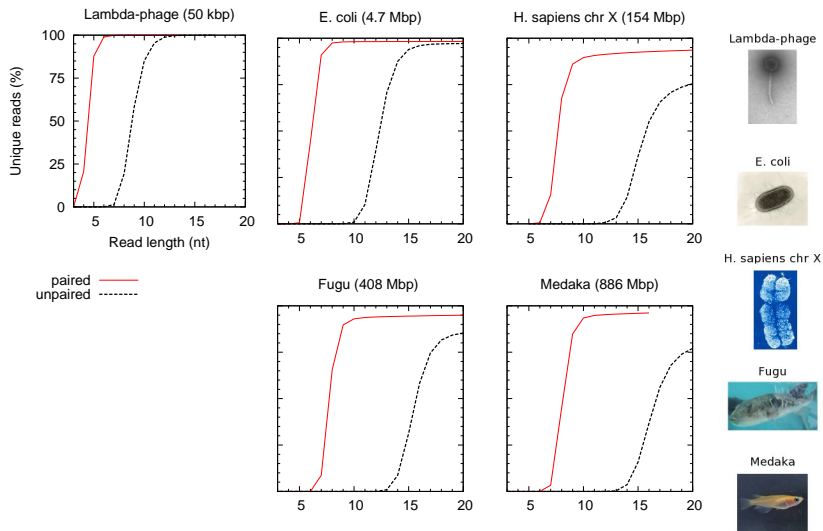 Lambda-phage (50 kbp)
E. coli (4.7 Mbp)
H. sapiens chr X (154 Mbp)
Unique reads (%)
100
75
50
25
0
5 10 15 20
Read length (nt)
5 10 15 20
5 10 15 20
paired
unpaired
Fugu (408 Mbp)
Medaka (886 Mbp)
5 10 15 20
5 10 15 20
Lambda-phage
E. coli
H. sapiens chr X
Fugu
Medaka